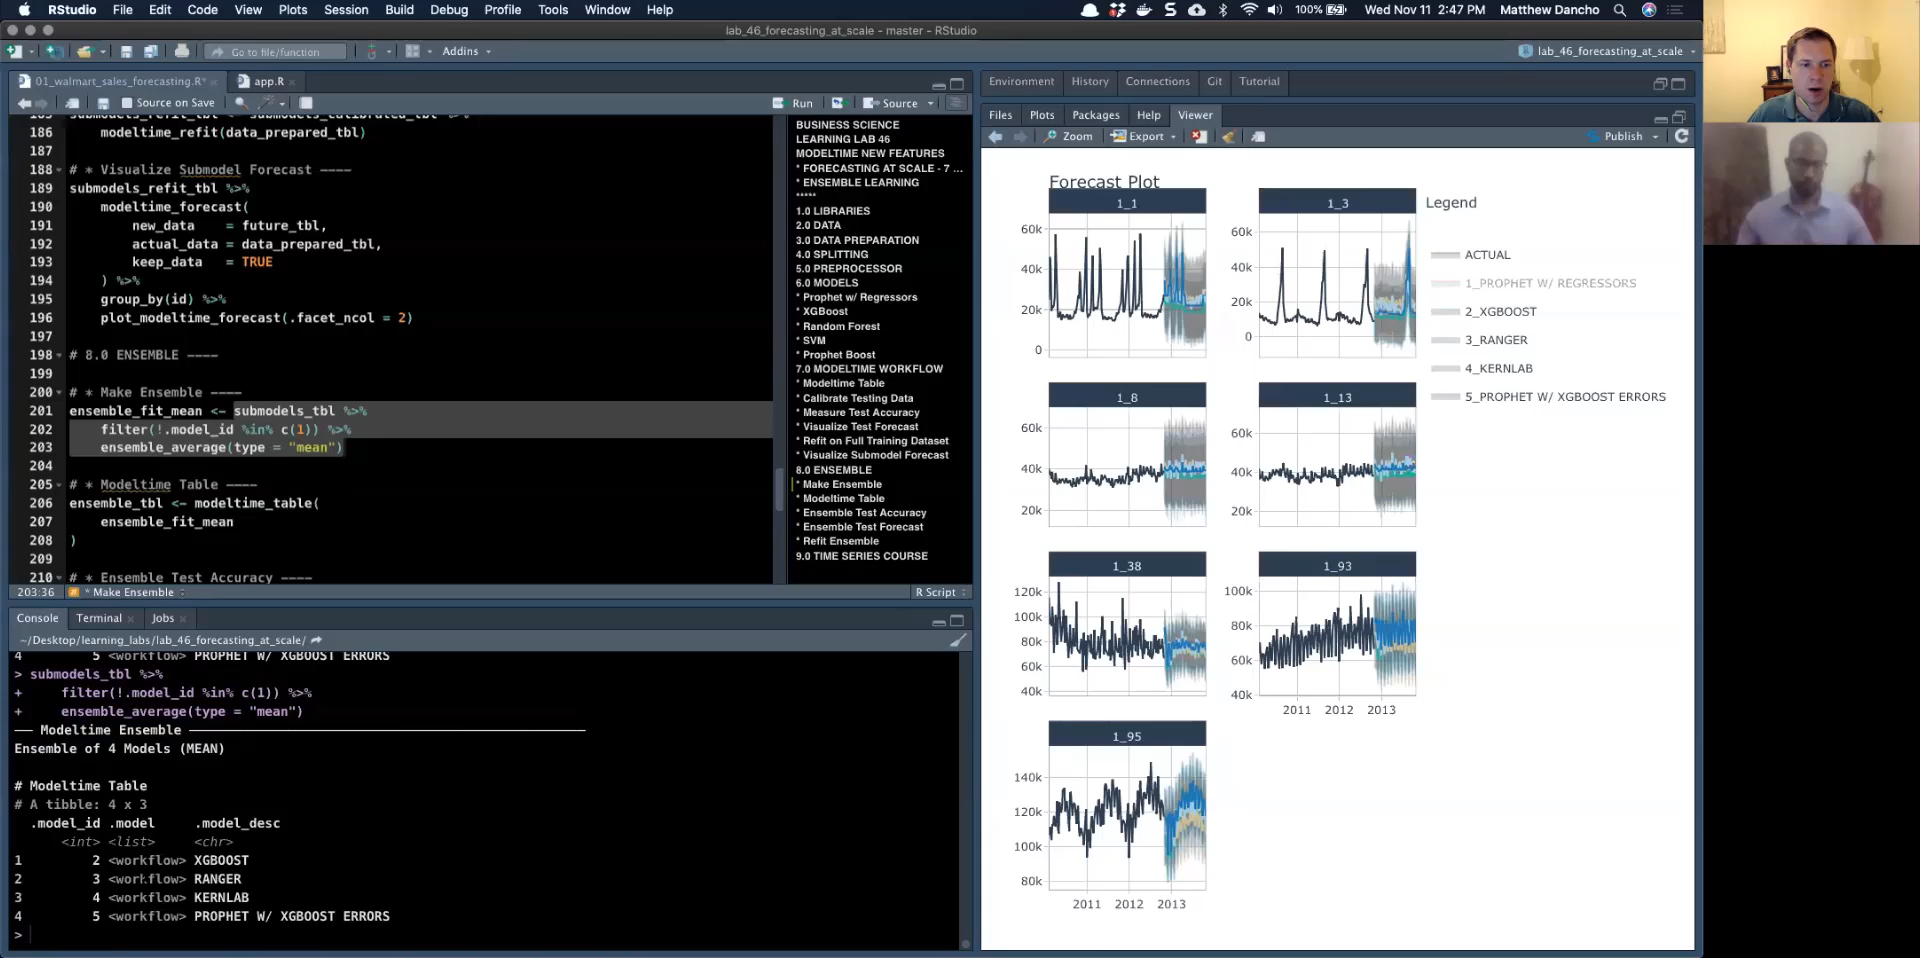 RStudio File Edit Code View Plots Session Build Debug Profile Tools Window Help
100% Wed Nov 11 2:47 PM Matthew Dancho
lab_46_forecasting_at_scale - master - RStudio
Go to file/function Addins
lab_46_forecasting_at_scale
01_walmart_sales_forecasting.R* app.R
Source on Save Run Source
185 submodels_refit_tbl <- submodels_calibrated_tbl %>%
186 modeltime_refit(data_prepared_tbl)
187
188 # * Visualize Submodel Forecast ----
189 submodels_refit_tbl %>%
190 modeltime_forecast(
191 new_data = future_tbl,
192 actual_data = data_prepared_tbl,
193 keep_data = TRUE
194 ) %>%
195 group_by(id) %>%
196 plot_modeltime_forecast(.facet_ncol = 2)
197
198 # 8.0 ENSEMBLE ----
199
200 # * Make Ensemble ----
201 ensemble_fit_mean <- submodels_tbl %>%
202 filter(!.model_id %in% c(1)) %>%
203 ensemble_average(type = "mean")
204
205 # * Modeltime Table ----
206 ensemble_tbl <- modeltime_table(
207 ensemble_fit_mean
208 )
209
210 # * Ensemble Test Accuracy ----
203:36 * Make Ensemble R Script
BUSINESS SCIENCE
LEARNING LAB 46
MODELTIME NEW FEATURES
* FORECASTING AT SCALE - 7 ...
* ENSEMBLE LEARNING
*****
1.0 LIBRARIES
2.0 DATA
3.0 DATA PREPARATION
4.0 SPLITTING
5.0 PREPROCESSOR
6.0 MODELS
* Prophet w/ Regressors
* XGBoost
* Random Forest
* SVM
* Prophet Boost
7.0 MODELTIME WORKFLOW
* Modeltime Table
* Calibrate Testing Data
* Measure Test Accuracy
* Visualize Test Forecast
* Refit on Full Training Dataset
* Visualize Submodel Forecast
8.0 ENSEMBLE
* Make Ensemble
* Modeltime Table
* Ensemble Test Accuracy
* Ensemble Test Forecast
* Refit Ensemble
9.0 TIME SERIES COURSE
Console Terminal Jobs
~/Desktop/learning_labs/lab_46_forecasting_at_scale/
4 5 <workflow> PROPHET W/ XGBOOST ERRORS
> submodels_tbl %>%
+ filter(!.model_id %in% c(1)) %>%
+ ensemble_average(type = "mean")
── Modeltime Ensemble ──
Ensemble of 4 Models (MEAN)
# Modeltime Table
# A tibble: 4 x 3
.model_id .model .model_desc
<int> <list> <chr>
1 2 <workflow> XGBOOST
2 3 <workflow> RANGER
3 4 <workflow> KERNLAB
4 5 <workflow> PROPHET W/ XGBOOST ERRORS
>
Environment History Connections Git Tutorial
Files Plots Packages Help Viewer
Zoom Export Publish
Forecast Plot
1_1
60k
40k
20k
0
1_3
60k
40k
20k
0
1_8
60k
40k
20k
1_13
60k
40k
20k
1_38
120k
100k
80k
60k
40k
1_93
100k
80k
60k
40k
2011 2012 2013
1_95
140k
120k
100k
80k
2011 2012 2013
Legend
ACTUAL
1_PROPHET W/ REGRESSORS
2_XGBOOST
3_RANGER
4_KERNLAB
5_PROPHET W/ XGBOOST ERRORS